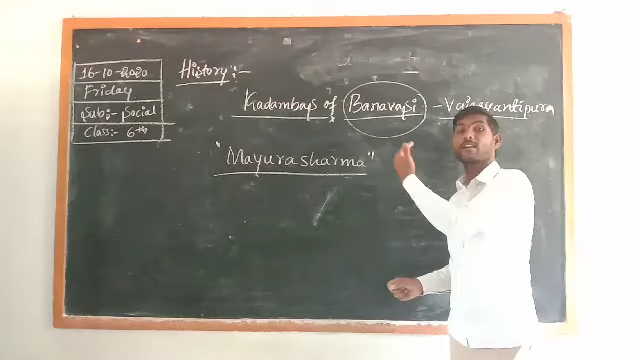 16-10-2020
Friday
Sub:- Social
Class:- 6th
History:-
Kadambas of Banavasi - Vaijayantipura
"Mayurasharma"